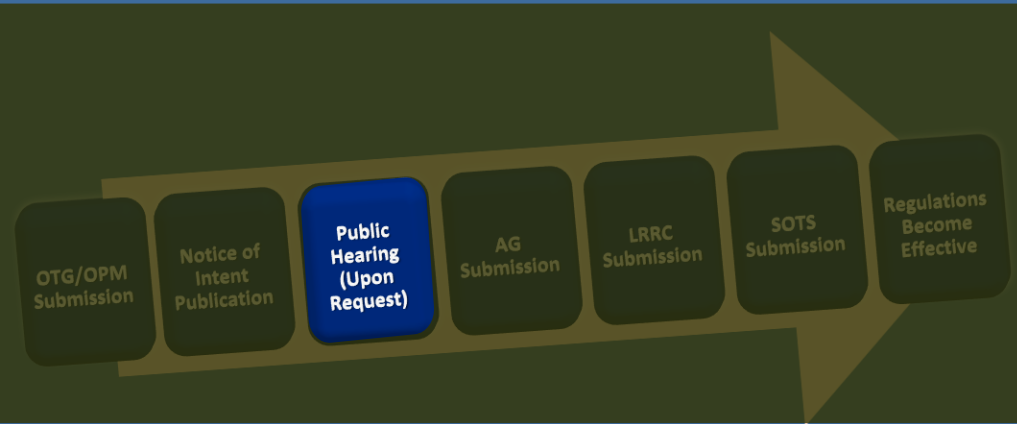 OTG/OPM
Submission
Notice of
Intent
Publication
Public
Hearing
(Upon
Request)
AG
Submission
LRRC
Submission
SOTS
Submission
Regulations
Become
Effective